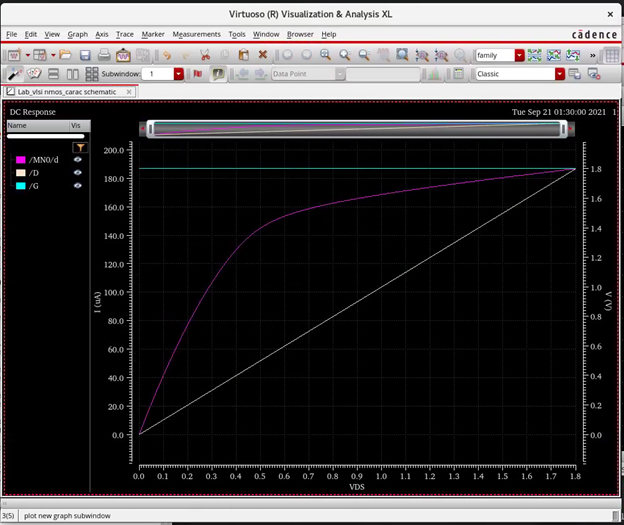 Virtuoso (R) Visualization & Analysis XL
File Edit View Graph Axis Trace Marker Measurements Tools Window Browser Help
cādence
family
Subwindow: 1
Data Point
Classic
Lab_vlsi nmos_carac schematic
DC Response
Tue Sep 21 01:30:00 2021 1
Name Vis
/MN0/d
/D
/G
I (uA)
200.0
180.0
160.0
140.0
120.0
100.0
80.0
60.0
40.0
20.0
0.0
V (V)
1.8
1.6
1.4
1.2
1.0
0.8
0.6
0.4
0.2
0.0
0.0 0.1 0.2 0.3 0.4 0.5 0.6 0.7 0.8 0.9 1.0 1.1 1.2 1.3 1.4 1.5 1.6 1.7 1.8
VDS
3(5) plot new graph subwindow